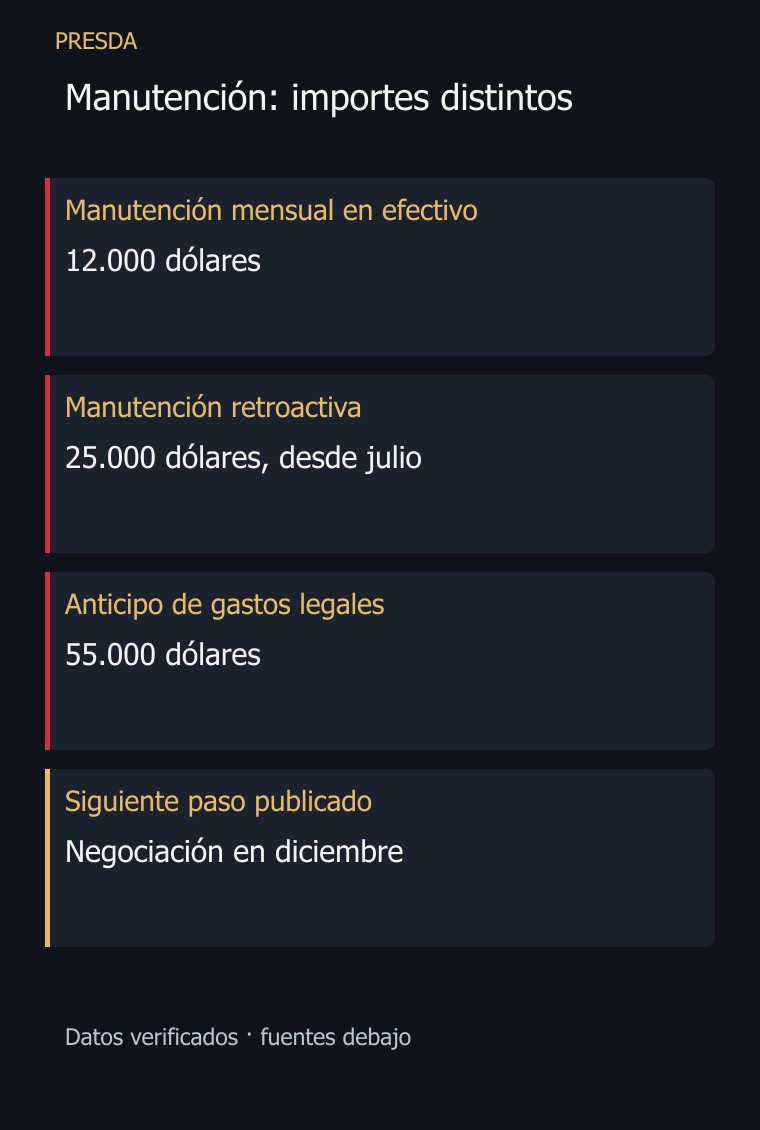 PRESDA
Manutención: importes distintos
Manutención mensual en efectivo
12.000 dólares
Manutención retroactiva
25.000 dólares, desde julio
Anticipo de gastos legales
55.000 dólares
Siguiente paso publicado
Negociación en diciembre
Datos verificados · fuentes debajo